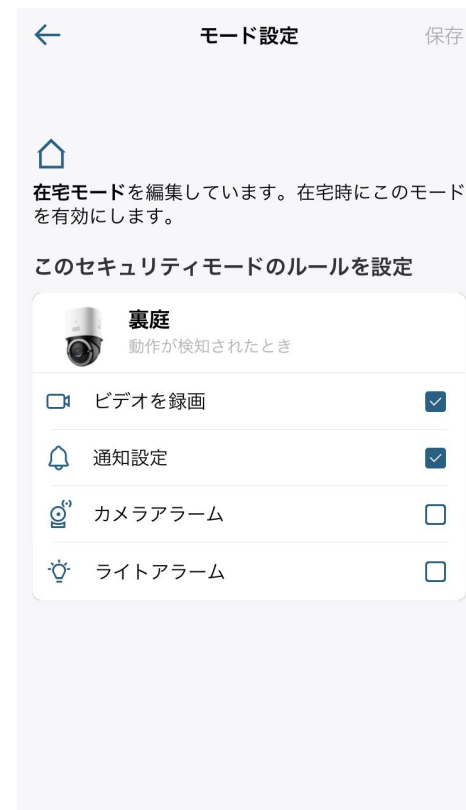 モード設定
保存
在宅モードを編集しています。在宅時にこのモード
を有効にします。
このセキュリティモードのルールを設定
裏庭
動作が検知されたとき
ビデオを録画
通知設定
カメラアラーム
ライトアラーム